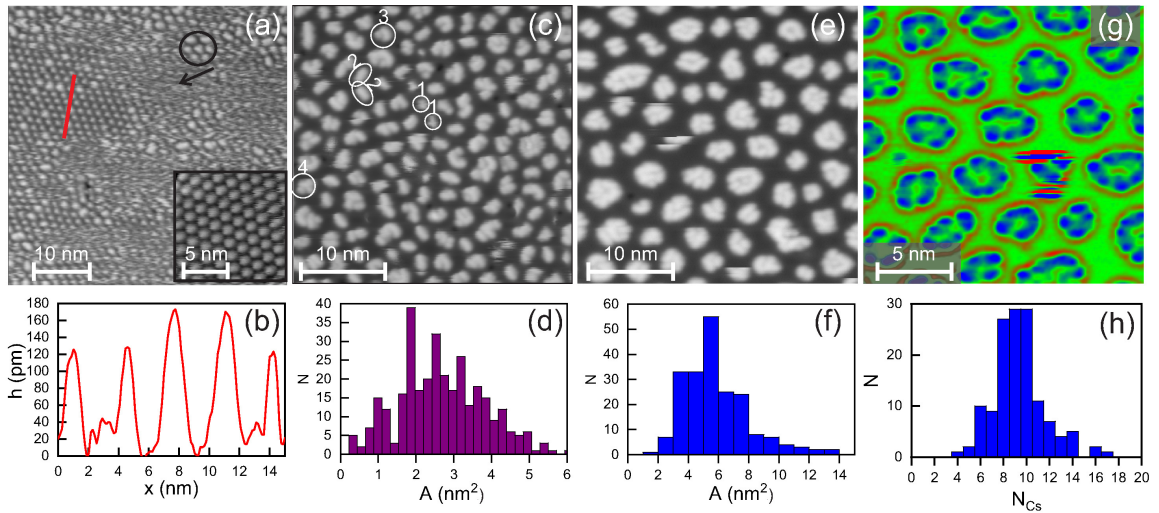 (a)
10 nm
5 nm
(c)
3
2
2
1
1
4
10 nm
(e)
10 nm
(g)
5 nm
(b)
h (pm)
180
160
140
120
100
80
60
40
20
0
0 2 4 6 8 10 12 14
x (nm)
(d)
N
40
35
30
25
20
15
10
5
0
0 1 2 3 4 5 6
A (nm²)
(f)
N
60
50
40
30
20
10
0
0 2 4 6 8 10 12 14
A (nm²)
(h)
N
30
20
10
0
0 2 4 6 8 10 12 14 16 18 20
N_Cs